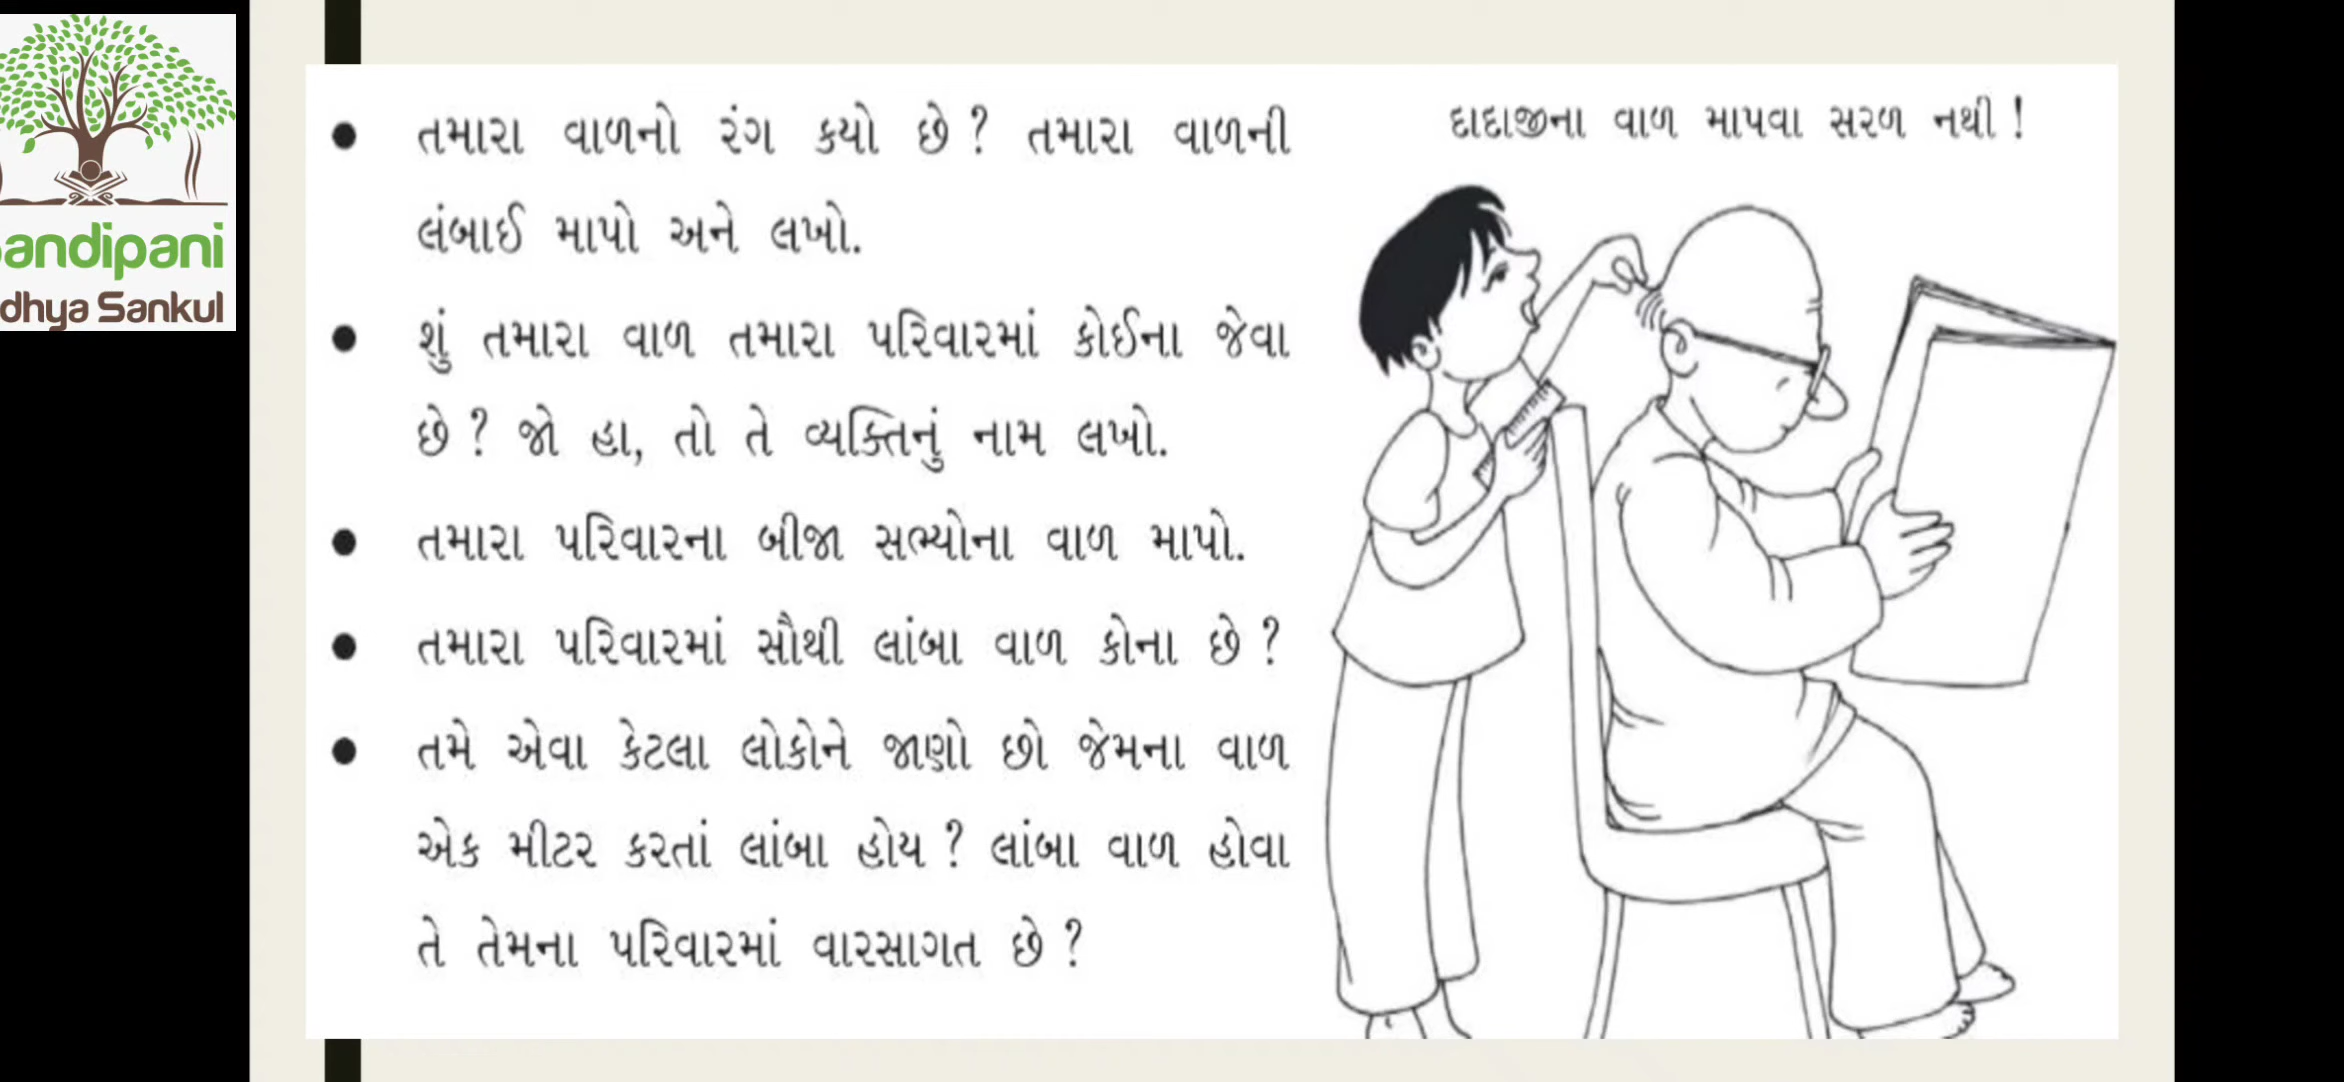 andipani
dhya Sankul
તમારા વાળનો રંગ કયો છે ? તમારા વાળની
લંબાઈ માપો અને લખો.
શું તમારા વાળ તમારા પરિવારમાં કોઈના જેવા
છે ? જો હા, તો તે વ્યક્તિનું નામ લખો.
તમારા પરિવારના બીજા સભ્યોના વાળ માપો.
તમારા પરિવારમાં સૌથી લાંબા વાળ કોના છે ?
તમે એવા કેટલા લોકોને જાણો છો જેમના વાળ
એક મીટર કરતાં લાંબા હોય ? લાંબા વાળ હોવા
તે તેમના પરિવારમાં વારસાગત છે ?
દાદાજીના વાળ માપવા સરળ નથી !